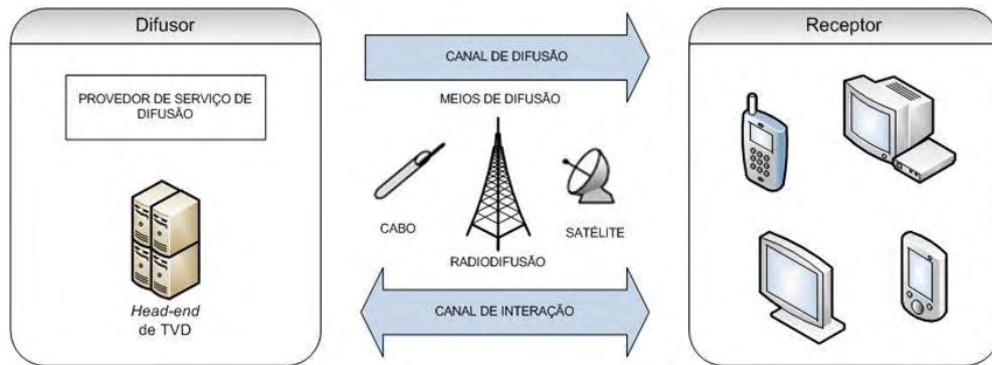 Difusor
PROVEDOR DE SERVIÇO DE
DIFUSÃO
Head-end
de TVD
CANAL DE DIFUSÃO
MEIOS DE DIFUSÃO
CABO
SATÉLITE
RADIODIFUSÃO
CANAL DE INTERAÇÃO
Receptor